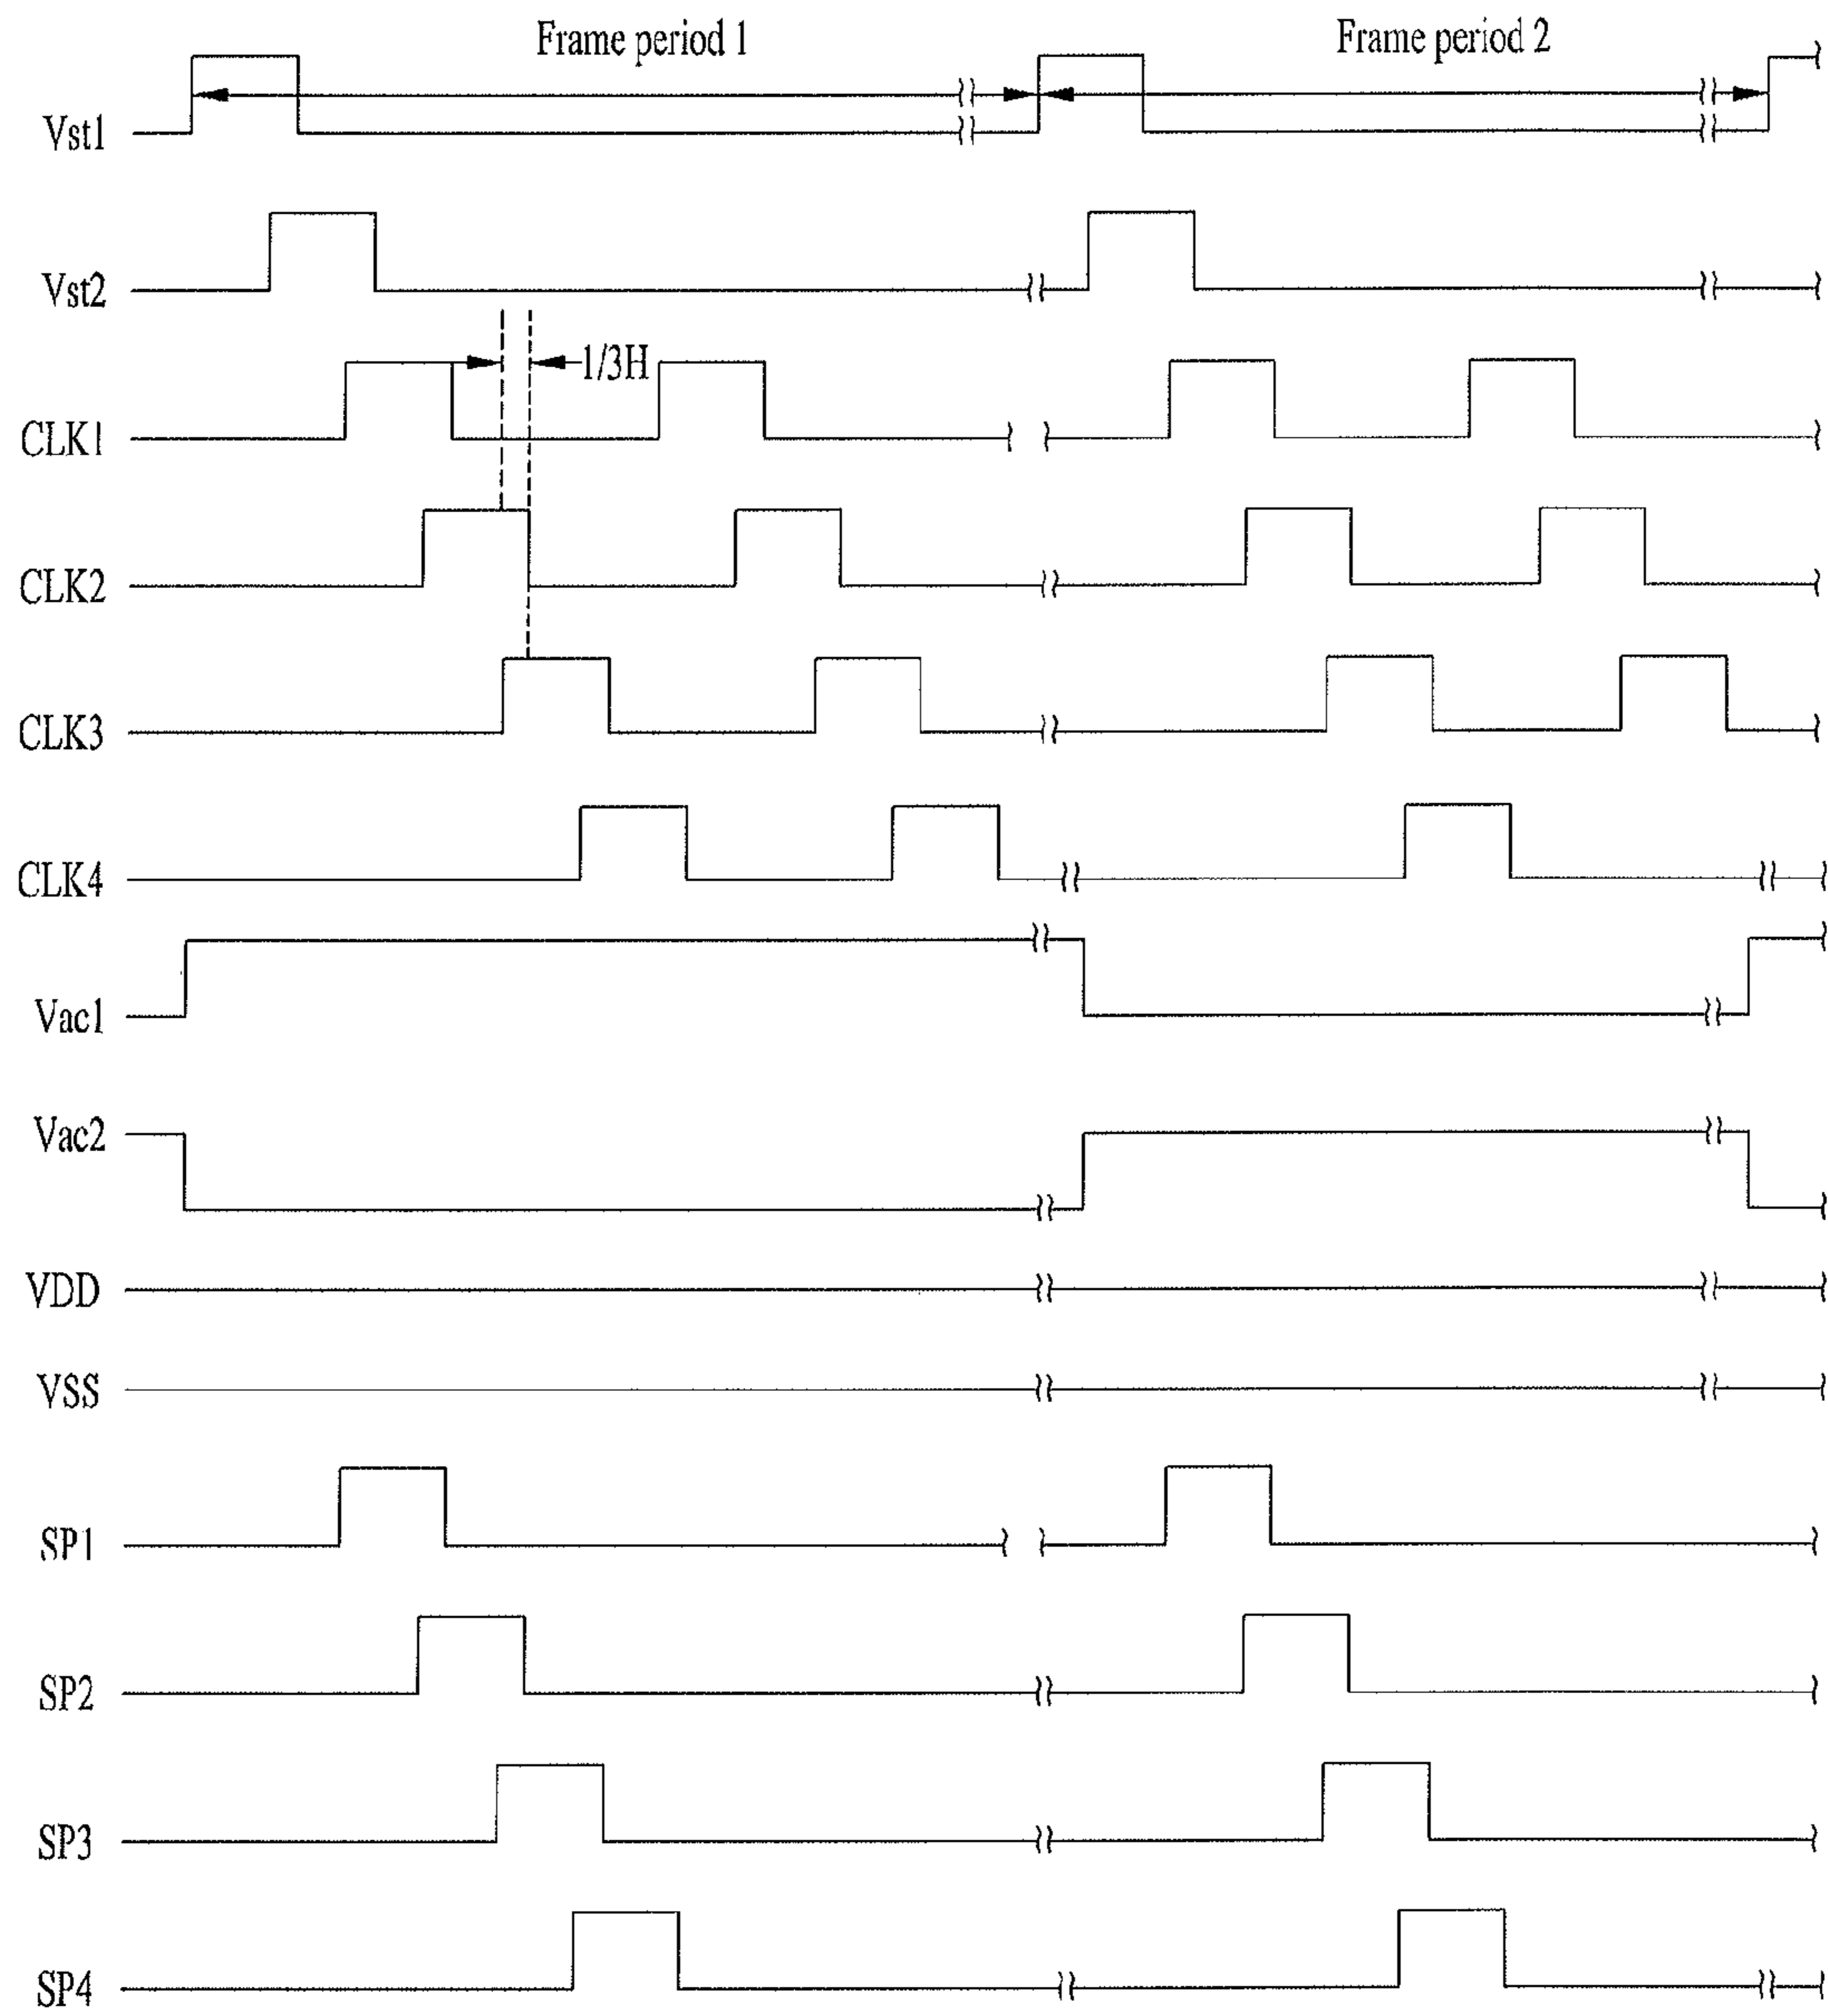 Frame period 1
Frame period 2
Vst1
Vst2
1/3H
CLK1
CLK2
CLK3
CLK4
Vac1
Vac2
VDD
VSS
SP1
SP2
SP3
SP4